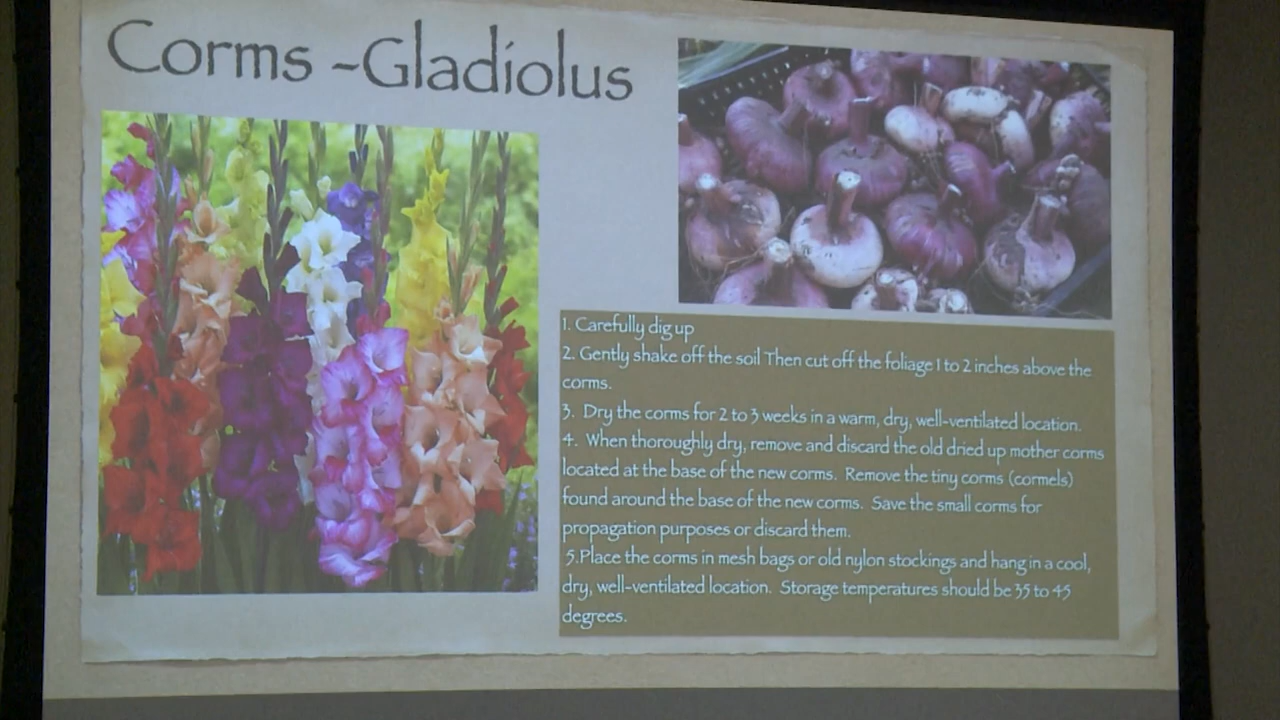 Corms -Gladiolus
1. Carefully dig up
2. Gently shake off the soil Then cut off the foliage 1 to 2 inches above the
corms.
3. Dry the corms for 2 to 3 weeks in a warm, dry, well-ventilated location.
4. When thoroughly dry, remove and discard the old dried up mother corms
located at the base of the new corms. Remove the tiny corms (cormels)
found around the base of the new corms. Save the small corms for
propagation purposes or discard them.
5.Place the corms in mesh bags or old nylon stockings and hang in a cool,
dry, well-ventilated location. Storage temperatures should be 35 to 45
degrees.